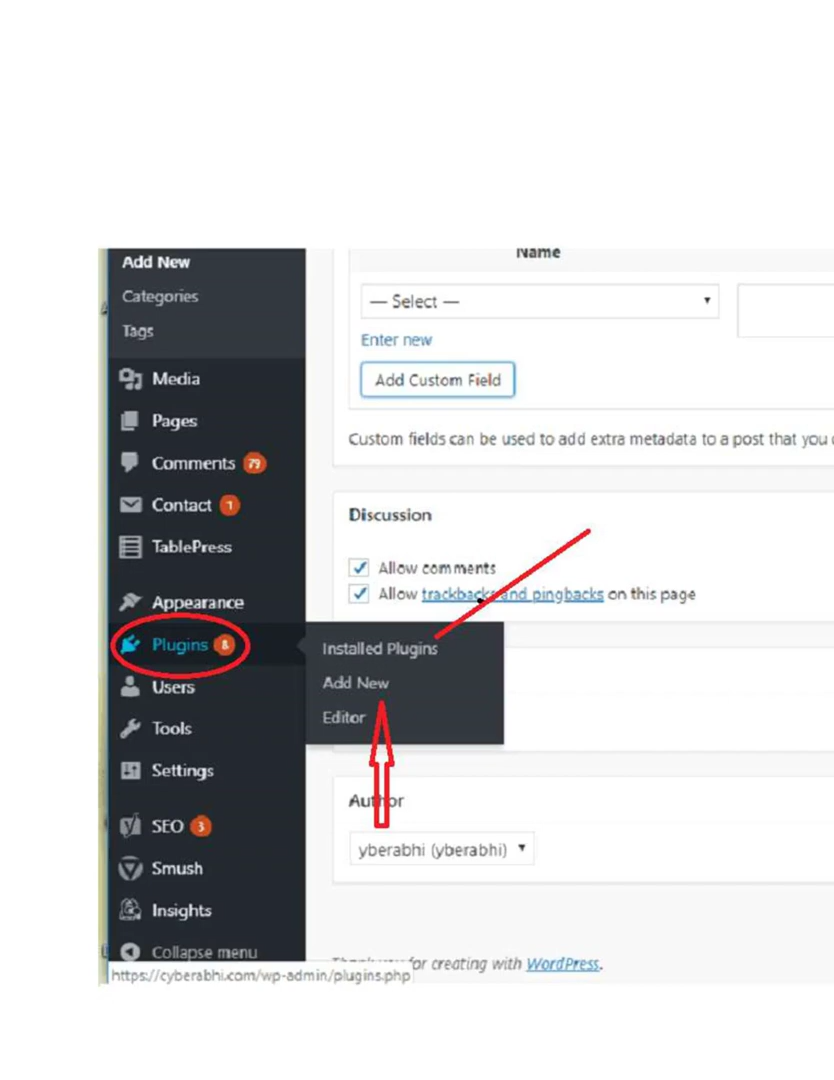 Add New
Categories
Tags
Media
Pages
Comments 79
Contact 1
TablePress
Appearance
Plugins 8
Users
Tools
Settings
SEO 3
Smush
Insights
Collapse menu
https://cyberabhi.com/wp-admin/plugins.php
Installed Plugins
Add New
Editor
Name
— Select —
Enter new
Add Custom Field
Custom fields can be used to add extra metadata to a post that you
Discussion
Allow comments
Allow trackbacks and pingbacks on this page
Author
yberabhi (yberabhi)
for creating with WordPress.